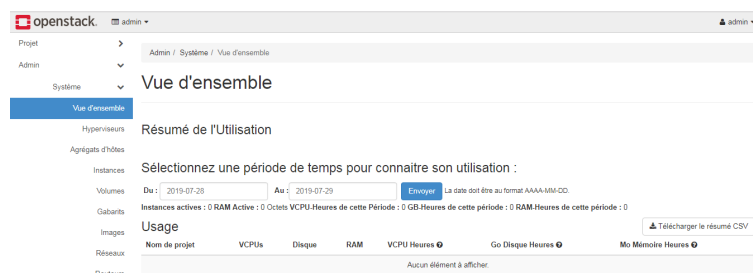 openstack. admin admin
Projet
Admin
Système
Vue d'ensemble
Hyperviseurs
Agrégats d'hôtes
Instances
Volumes
Gabarits
Images
Réseaux
Routeurs
Admin / Système / Vue d'ensemble
Vue d'ensemble
Résumé de l'Utilisation
Sélectionnez une période de temps pour connaitre son utilisation :
Du : 2019-07-28 Au : 2019-07-29 Envoyer La date doit être au format AAAA-MM-DD.
Instances actives : 0 RAM Active : 0 Octets VCPU-Heures de cette Période : 0 GB-Heures de cette période : 0 RAM-Heures de cette période : 0
Usage Télécharger le résumé CSV
Nom de projet VCPUs Disque RAM VCPU Heures Go Disque Heures Mo Mémoire Heures
Aucun élément à afficher.